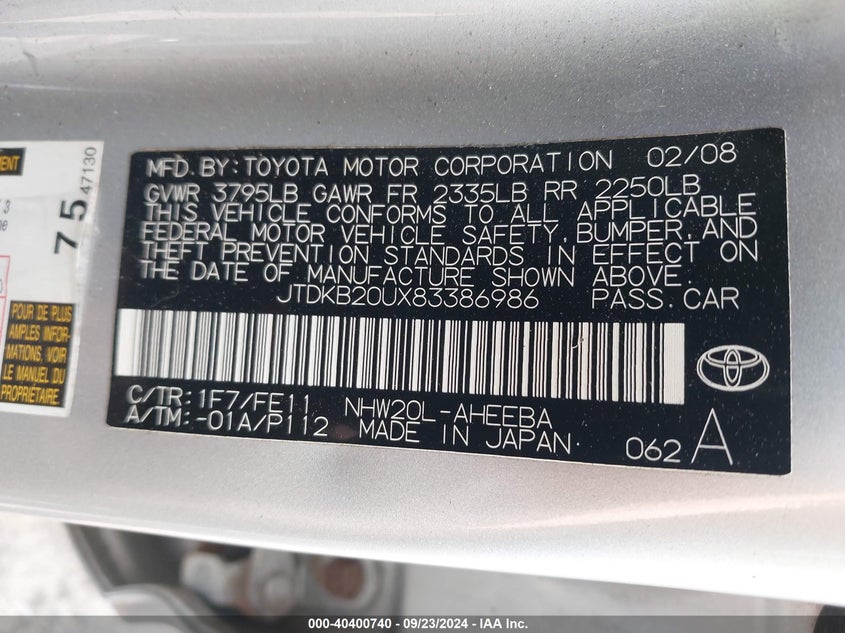 MFD.BY:TOYOTA MOTOR CORPORATION 02/08
GVWR 3795LB GAWR FR 2335LB RR 2250LB
THIS VEHICLE CONFORMS TO ALL APPLICABLE
FEDERAL MOTOR VEHICLE SAFETY,BUMPER,AND
THEFT PREVENTION STANDARDS IN EFFECT ON
THE DATE OF MANUFACTURE SHOWN ABOVE.
JTDKB20UX83386986 PASS.CAR
C/TR:1F7/FE11 NHW20L-AHEEBA
A/TM:-01A/P112 MADE IN JAPAN
062 A
75
47130
POUR DE PLUS
AMPLES INFOR-
MATIONS, VOIR
LE MANUEL DU
PROPRIÉTAIRE.
000-40400740 - 09/23/2024 - IAA Inc.